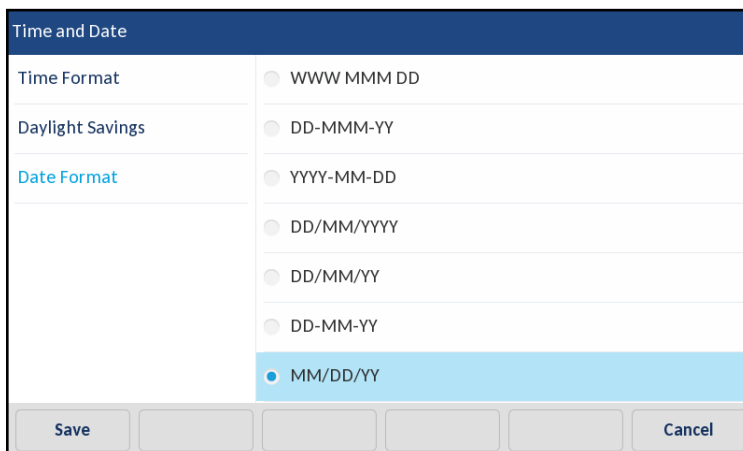 Time and Date
Time Format
Daylight Savings
Date Format
WWW MMM DD
DD-MMM-YY
YYYY-MM-DD
DD/MM/YYYY
DD/MM/YY
DD-MM-YY
MM/DD/YY
Save
Cancel